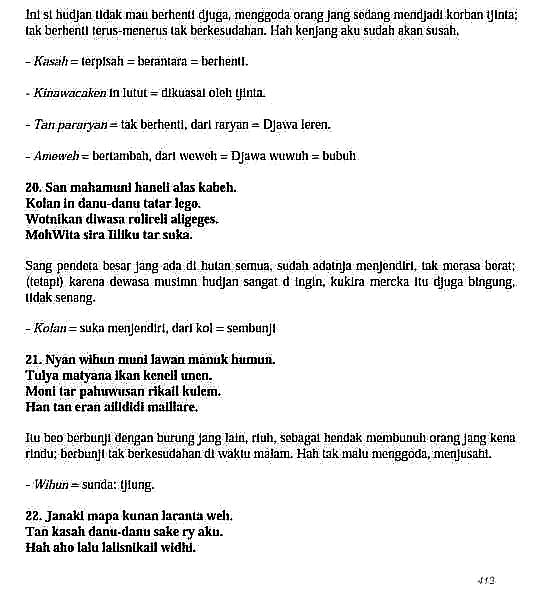 Ini si hudjan tidak mau berhenti djuga, menggoda orang jang sedang mendjadi korban tjinta;
tak berhenti terus-menerus tak berkesudahan. Hah kenjang aku sudah akan susah.
- Kasah = terpisah = berantara = berhenti.
- Kinawacaken in lutut = dikuasai oleh tjinta.
- Tan pararyan = tak berhenti, dari raryan = Djawa leren.
- Ameweh = bertambah, dari weweh = Djawa wuwuh = bubuh
20. San mahamuni haneli alas kabeh.
Kolan in danu-danu tatar lego.
Wotnikan diwasa rolireli aligeges.
MohWita sira Iiliku tar suka.
Sang pendeta besar jang ada di hutan semua, sudah adatnja menjendiri, tak merasa berat;
(tetapi) karena dewasa musimn hudjan sangat d ingin, kukira mercka itu djuga bingung,
tidak senang.
- Kolan = suka menjendiri, dari kol = sembunji
21. Nyan wihun muni lawan manuk humun.
Tulya matyana ikan keneli unen.
Moni tar pahuwusan rikail kulem.
Han tan eran ailididi maillare.
Itu beo berbunji dengan burung jang lain, riuh, sebagai hendak membunuh orang jang kena
rindu; berbunji tak berkesudahan di waktu malam. Hah tak malu menggoda, menjusahi.
- Wihun = sunda: tjiung.
22. Janaki mapa kunan laranta weh.
Tan kasah danu-danu sake ry aku.
Hah aho lalu lalisnikail widhi.
413